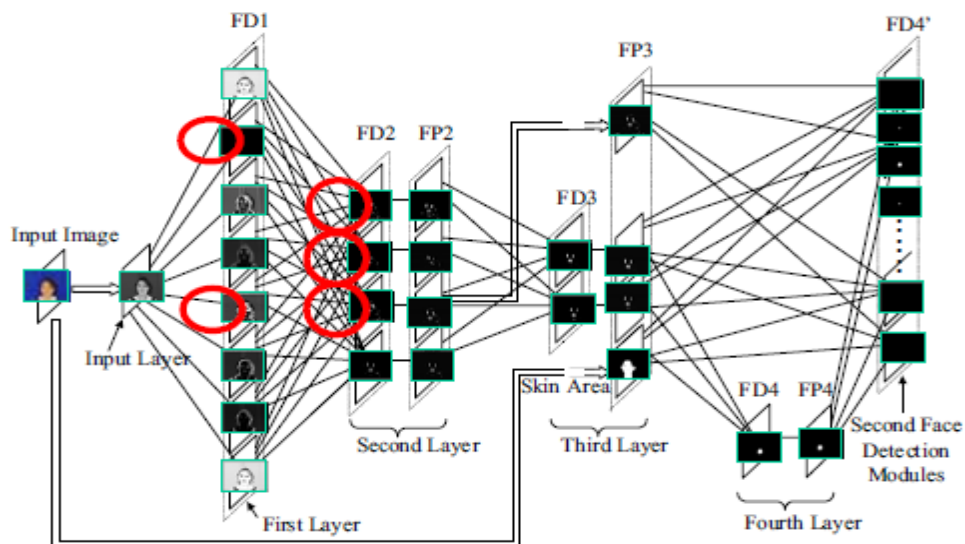 FD1
FD4'
FP3
FD2
FP2
FD3
Input Image
Input Layer
Skin Area
FD4
FP4
Second Layer
Third Layer
Second Face
Detection
Modules
First Layer
Fourth Layer